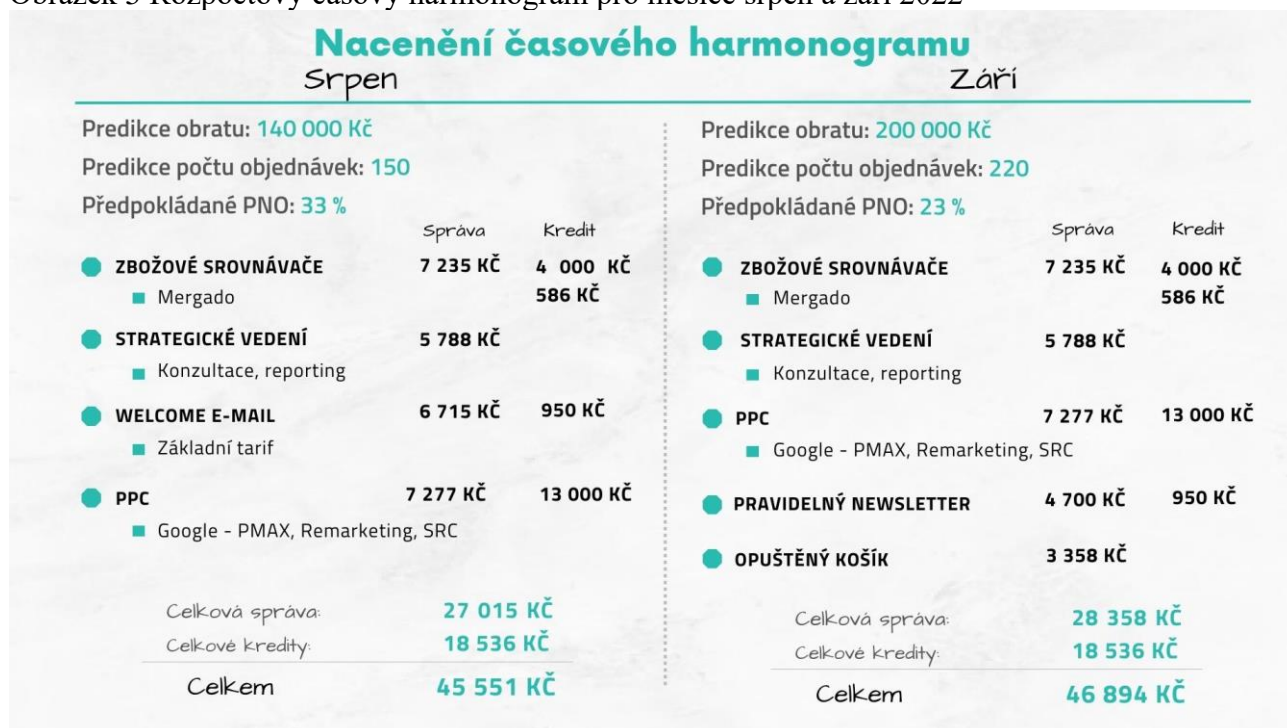 Obrázek 5 Rozpočtový časový harmonogram pro měsíce srpen a září 2022
Nacenění časového harmonogramu
Srpen
Predikce obratu: 140 000 Kč
Predikce počtu objednávek: 150
Předpokládané PNO: 33 %
Správa Kredit
ZBOŽOVÉ SROVNÁVAČE 7 235 KČ 4 000 KČ
Mergado 586 KČ
STRATEGICKÉ VEDENÍ 5 788 KČ
Konzultace, reporting
WELCOME E-MAIL 6 715 KČ 950 KČ
Základní tarif
PPC 7 277 KČ 13 000 KČ
Google - PMAX, Remarketing, SRC
Celková správa: 27 015 KČ
Celkové kredity: 18 536 KČ
Celkem 45 551 KČ
Září
Predikce obratu: 200 000 Kč
Predikce počtu objednávek: 220
Předpokládané PNO: 23 %
Správa Kredit
ZBOŽOVÉ SROVNÁVAČE 7 235 KČ 4 000 KČ
Mergado 586 KČ
STRATEGICKÉ VEDENÍ 5 788 KČ
Konzultace, reporting
PPC 7 277 KČ 13 000 KČ
Google - PMAX, Remarketing, SRC
PRAVIDELNÝ NEWSLETTER 4 700 KČ 950 KČ
OPUŠTĚNÝ KOŠÍK 3 358 KČ
Celková správa: 28 358 KČ
Celkové kredity: 18 536 KČ
Celkem 46 894 KČ